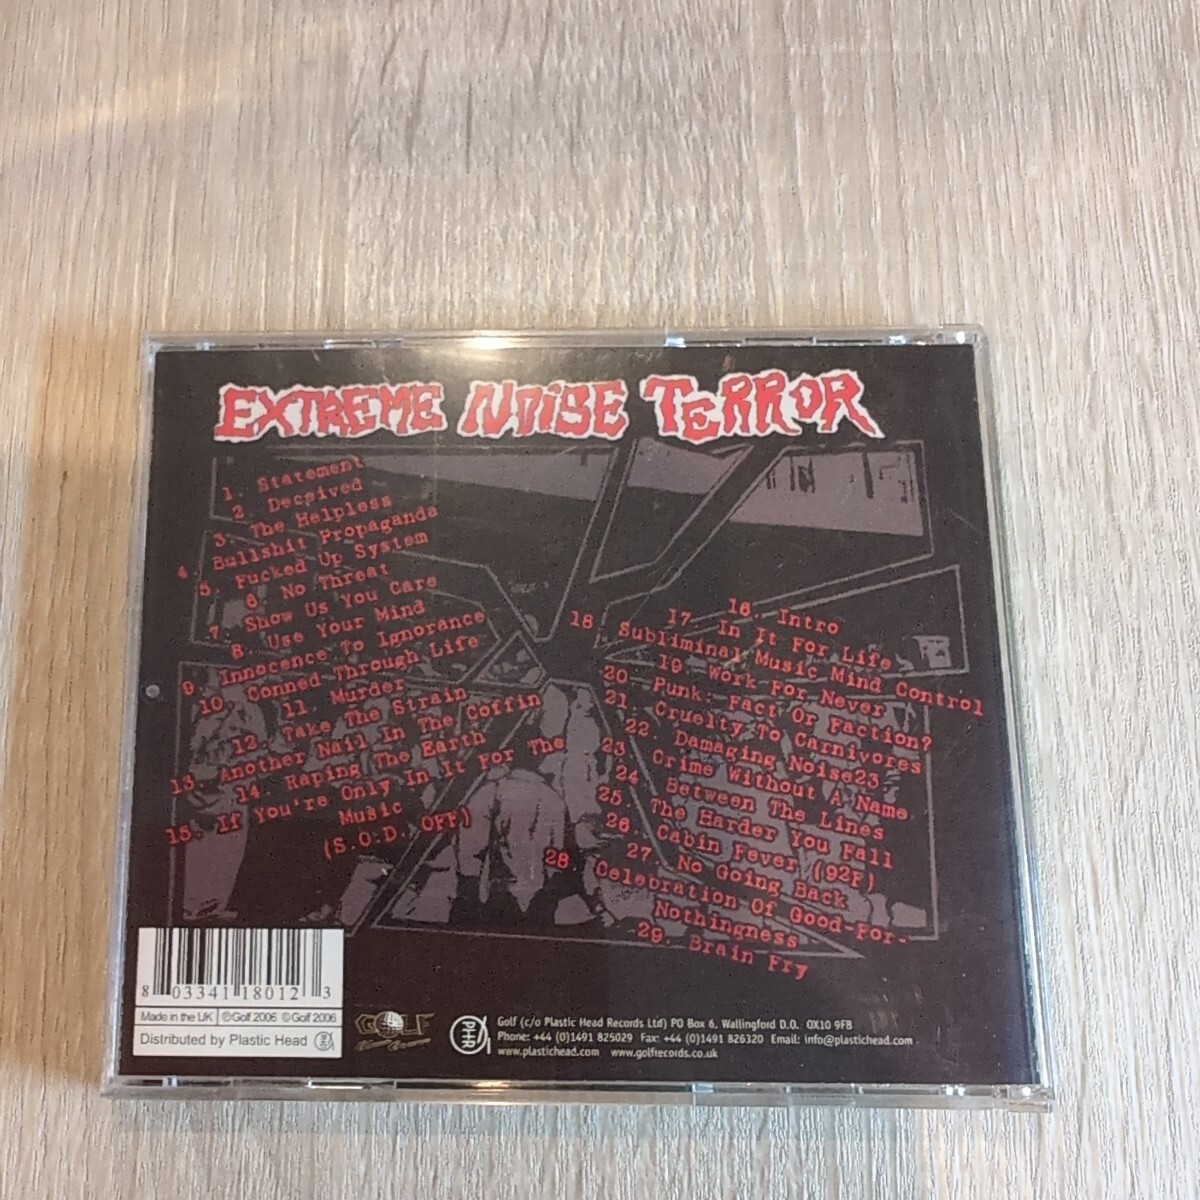 EXTREME NOISE TERROR
1. Statement
2. Deceived
3. The Helpless
4. Bullshit Propaganda
5. Fucked Up System
6. No Threat
7. Show Us You Care
8. Use Your Mind
9. Innocence To Ignorance
10. Conned Through Life
11. Murder
12. Take The Strain
13. Another Nail In The Coffin
14. Raping The Earth
15. If You're Only In It For The
Music
(S.O.D. OFF)
16. Intro
17. In It For Life
18. Subliminal Music Mind Control
19. Work For Never
20. Punk: Fact Or Faction?
21. Cruelty To Carnivores
22. Damaging Noise23.
23. Crime Without A Name
24. Between The Lines
25. The Harder You Fall
26. Cabin Fever (92F)
27. No Going Back
28. Celebration Of Good-For-
Nothingness
29. Brain Fry
8 03341 18012 3
Made in the UK ℗Golf 2006 ©Golf 2006
Distributed by Plastic Head PHR
GOLF
PHR
Golf (c/o Plastic Head Records Ltd) PO Box 6, Wallingford D.O. OX10 9FB
Phone: +44 (0)1491 825029 Fax: +44 (0)1491 826320 Email: info@plastichead.com
www.plastichead.com www.golfrecords.co.uk